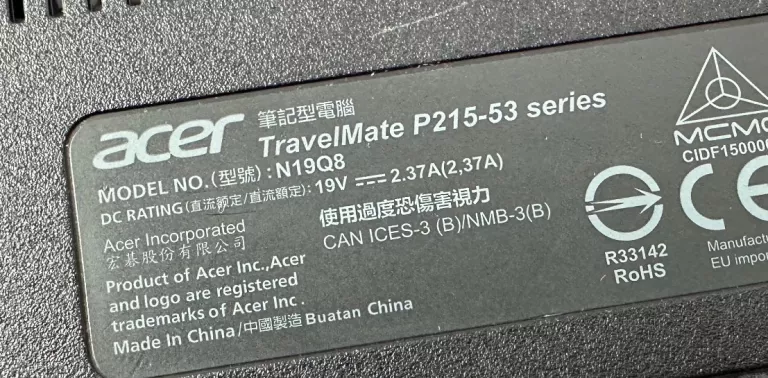 acer 筆記型電腦
TravelMate P215-53 series
MODEL NO.(型號):N19Q8
DC RATING(直流額定/直流額定):19V ⎓ 2.37A(2,37A)
Acer Incorporated
宏碁股份有限公司
使用過度恐傷害視力
CAN ICES-3 (B)/NMB-3(B)
Product of Acer Inc.,Acer
and logo are registered
trademarks of Acer Inc .
Made In China/中國製造 Buatan China
MCMC
CIDF15000
R33142
RoHS
CE
EU